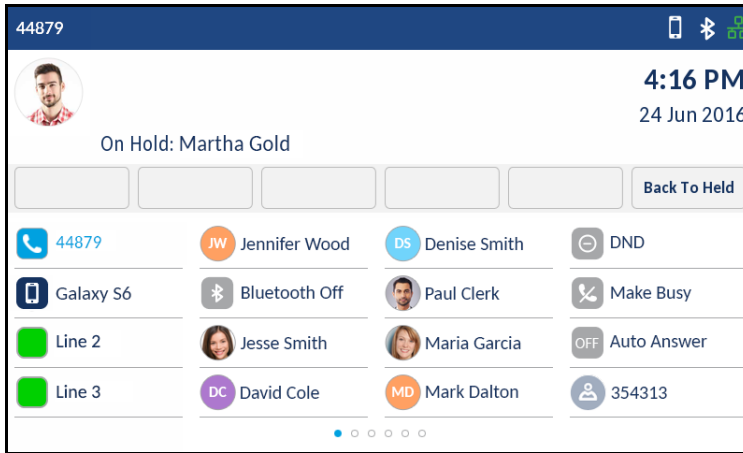 44879
4:16 PM
24 Jun 2016
On Hold: Martha Gold
Back To Held
44879
JW Jennifer Wood
DS Denise Smith
DND
Galaxy S6
Bluetooth Off
Paul Clerk
Make Busy
Line 2
Jesse Smith
Maria Garcia
OFF Auto Answer
Line 3
DC David Cole
MD Mark Dalton
354313